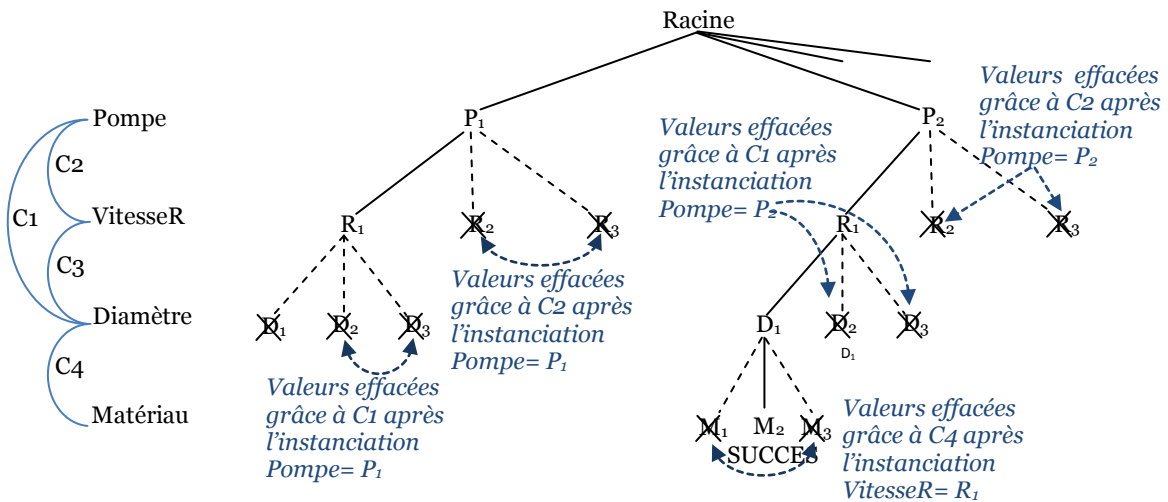 Racine
Pompe
VitesseR
Diamètre
Matériau
C1
C2
C3
C4
P₁
P₂
Valeurs effacées
grâce à C2 après
l'instanciation
Pompe= P₂
Valeurs effacées
grâce à C1 après
l'instanciation
Pompe= P₂
R₁
R₂
R₃
R₁
R₂
R₃
Valeurs effacées
grâce à C2 après
l'instanciation
Pompe= P₁
D₁
D₂
D₃
D₁
D₂
D₃
D₁
Valeurs effacées
grâce à C1 après
l'instanciation
Pompe= P₁
M₁
M₂
M₃
SUCCES
Valeurs effacées
grâce à C4 après
l'instanciation
VitesseR= R₁